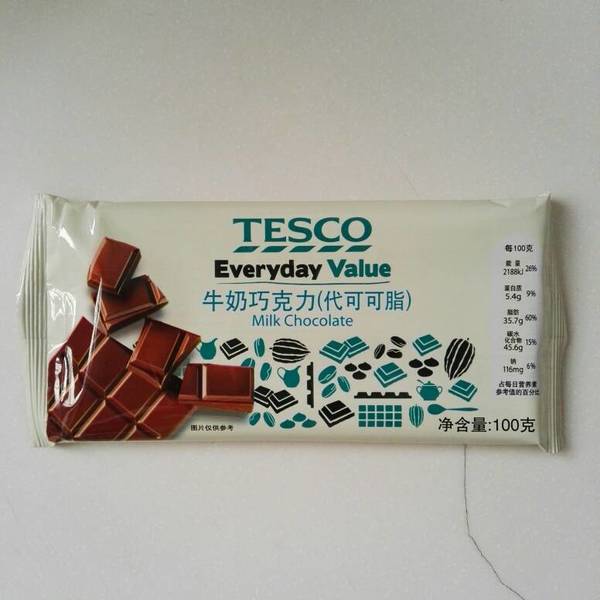 TESCO
Everyday Value
牛奶巧克力(代可可脂)
Milk Chocolate
每100克
能量
2188kJ 26%
蛋白质
5.4g 9%
脂肪
35.7g 60%
碳水
化合物 15%
45.6g
钠
116mg 6%
占每日营养素
参考值的百分比
图片仅供参考
净含量:100克